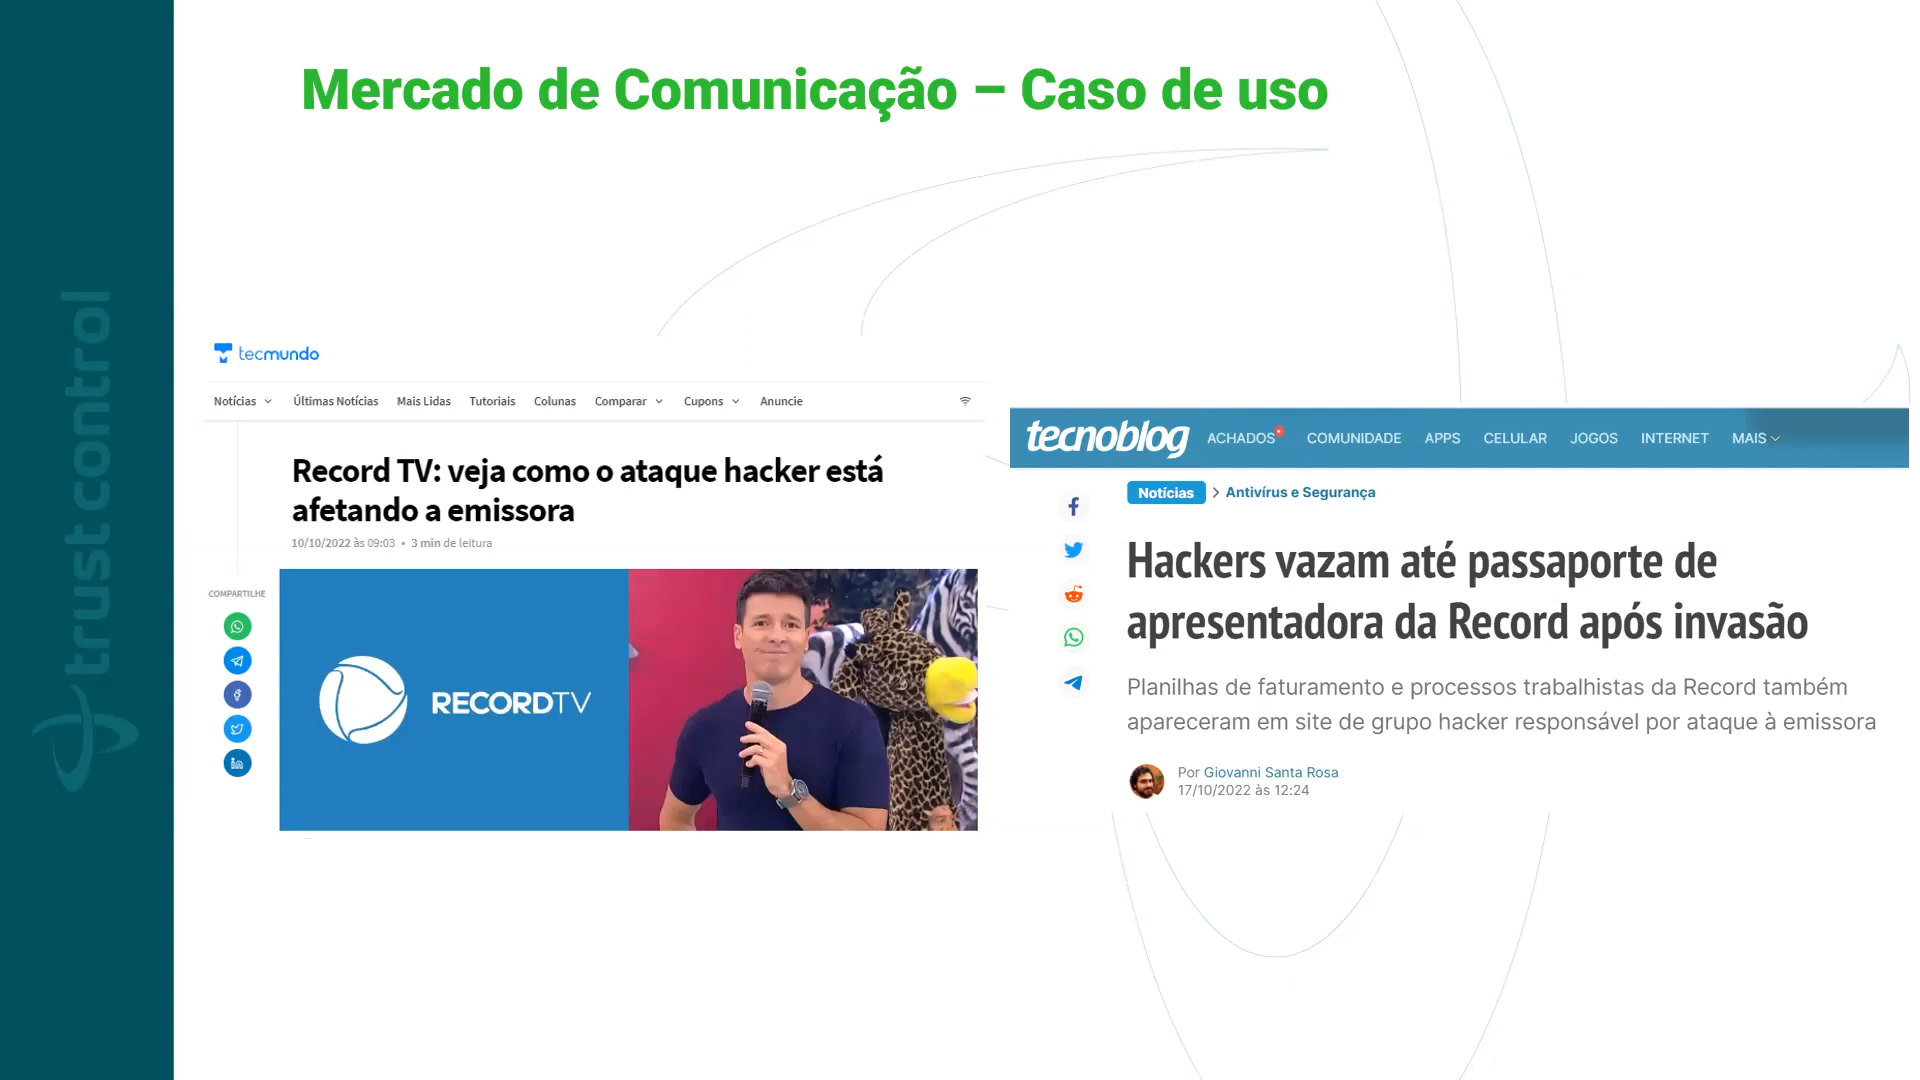 Mercado de Comunicação – Caso de uso
trustcontrol
tecmundo
Notícias Últimas Notícias Mais Lidas Tutoriais Colunas Comparar Cupons Anuncie
Record TV: veja como o ataque hacker está
afetando a emissora
10/10/2022 às 09:03 • 3 min de leitura
COMPARTILHE
RECORDTV
tecnoblog ACHADOS COMUNIDADE APPS CELULAR JOGOS INTERNET MAIS
Notícias > Antivírus e Segurança
Hackers vazam até passaporte de
apresentadora da Record após invasão
Planilhas de faturamento e processos trabalhistas da Record também
apareceram em site de grupo hacker responsável por ataque à emissora
Por Giovanni Santa Rosa
17/10/2022 às 12:24